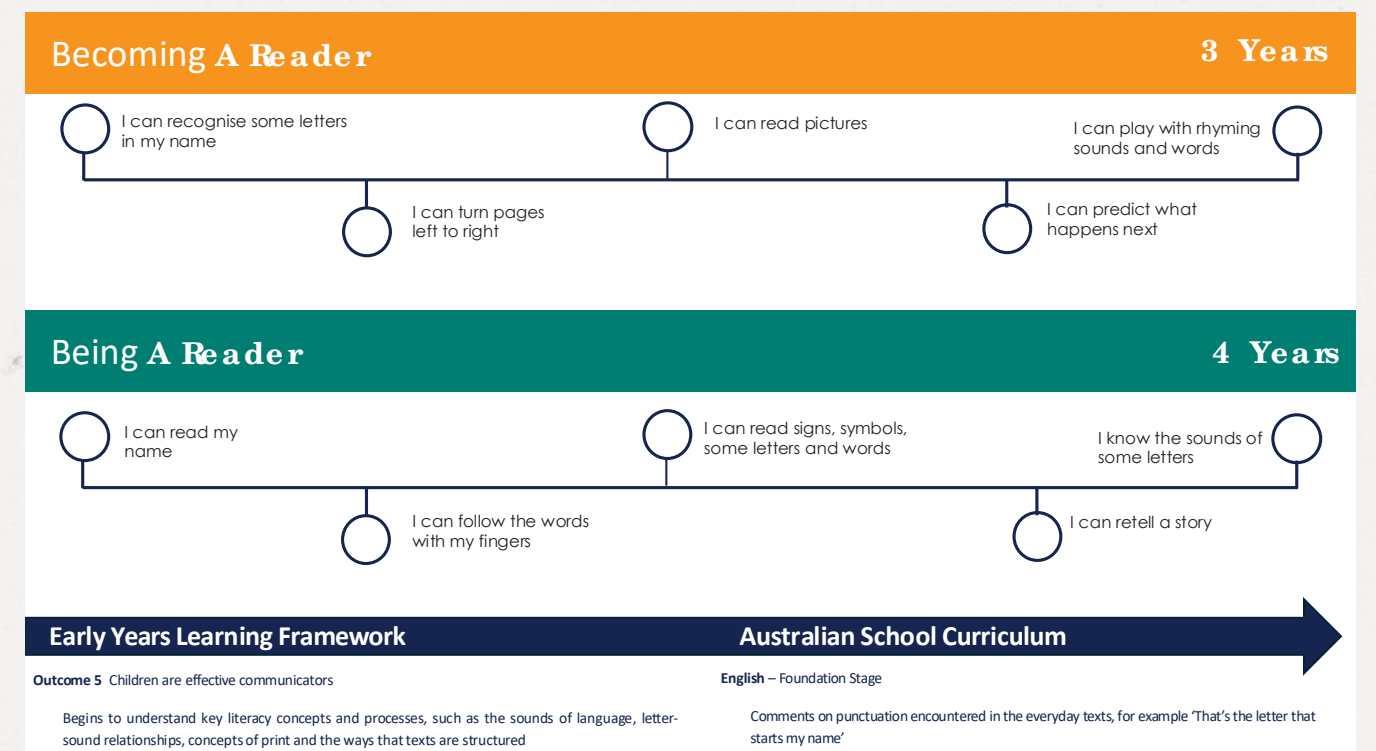 Becoming A Reader
3 Years
I can recognise some letters
in my name
I can turn pages
left to right
I can read pictures
I can predict what
happens next
I can play with rhyming
sounds and words
Being A Reader
4 Years
I can read my
name
I can follow the words
with my fingers
I can read signs, symbols,
some letters and words
I can retell a story
I know the sounds of
some letters
Early Years Learning Framework
Australian School Curriculum
Outcome 5 Children are effective communicators
Begins to understand key literacy concepts and processes, such as the sounds of language, letter-
sound relationships, concepts of print and the ways that texts are structured
English – Foundation Stage
Comments on punctuation encountered in the everyday texts, for example ‘That’s the letter that
starts my name’